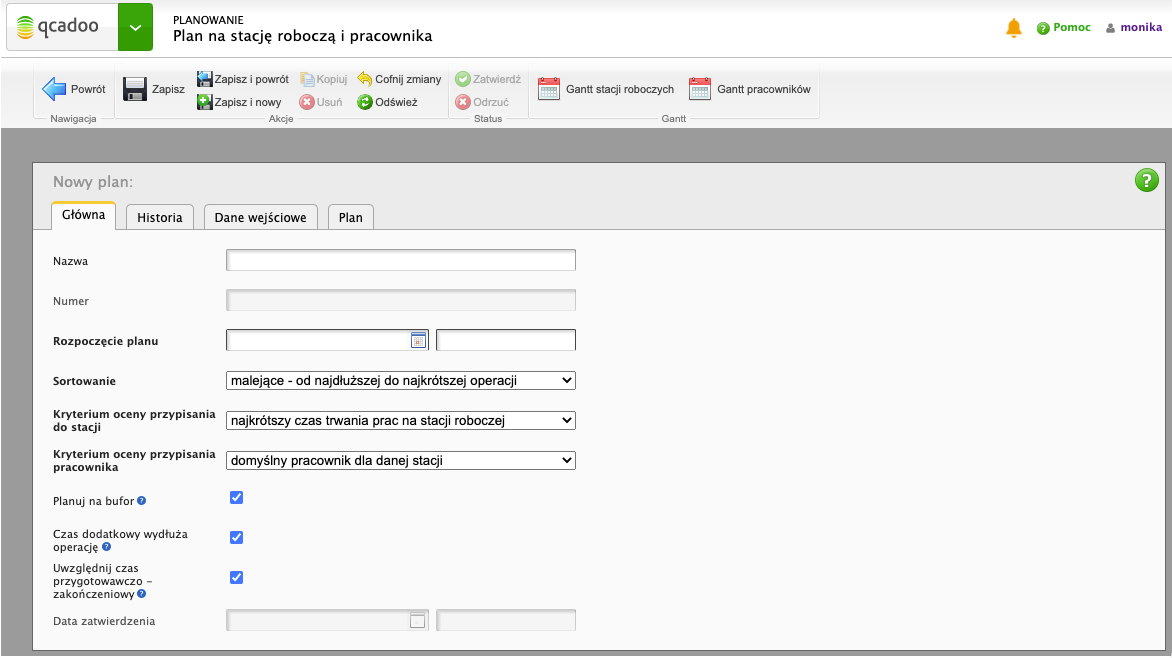 qcadoo
PLANOWANIE
Plan na stację roboczą i pracownika
Pomoc
monika
Powrót
Nawigacja
Zapisz
Zapisz i powrót
Kopiuj
Cofnij zmiany
Zapisz i nowy
Usuń
Odśwież
Akcje
Zatwierdź
Odrzuć
Status
Gantt stacji roboczych
Gantt pracowników
Gantt
Nowy plan:
?
Główna
Historia
Dane wejściowe
Plan
Nazwa
Numer
Rozpoczęcie planu
Sortowanie
malejące - od najdłuższej do najkrótszej operacji
Kryterium oceny przypisania
do stacji
najkrótszy czas trwania prac na stacji roboczej
Kryterium oceny przypisania
pracownika
domyślny pracownik dla danej stacji
Planuj na bufor ?
Czas dodatkowy wydłuża
operację ?
Uwzględnij czas
przygotowawczo –
zakończeniowy ?
Data zatwierdzenia